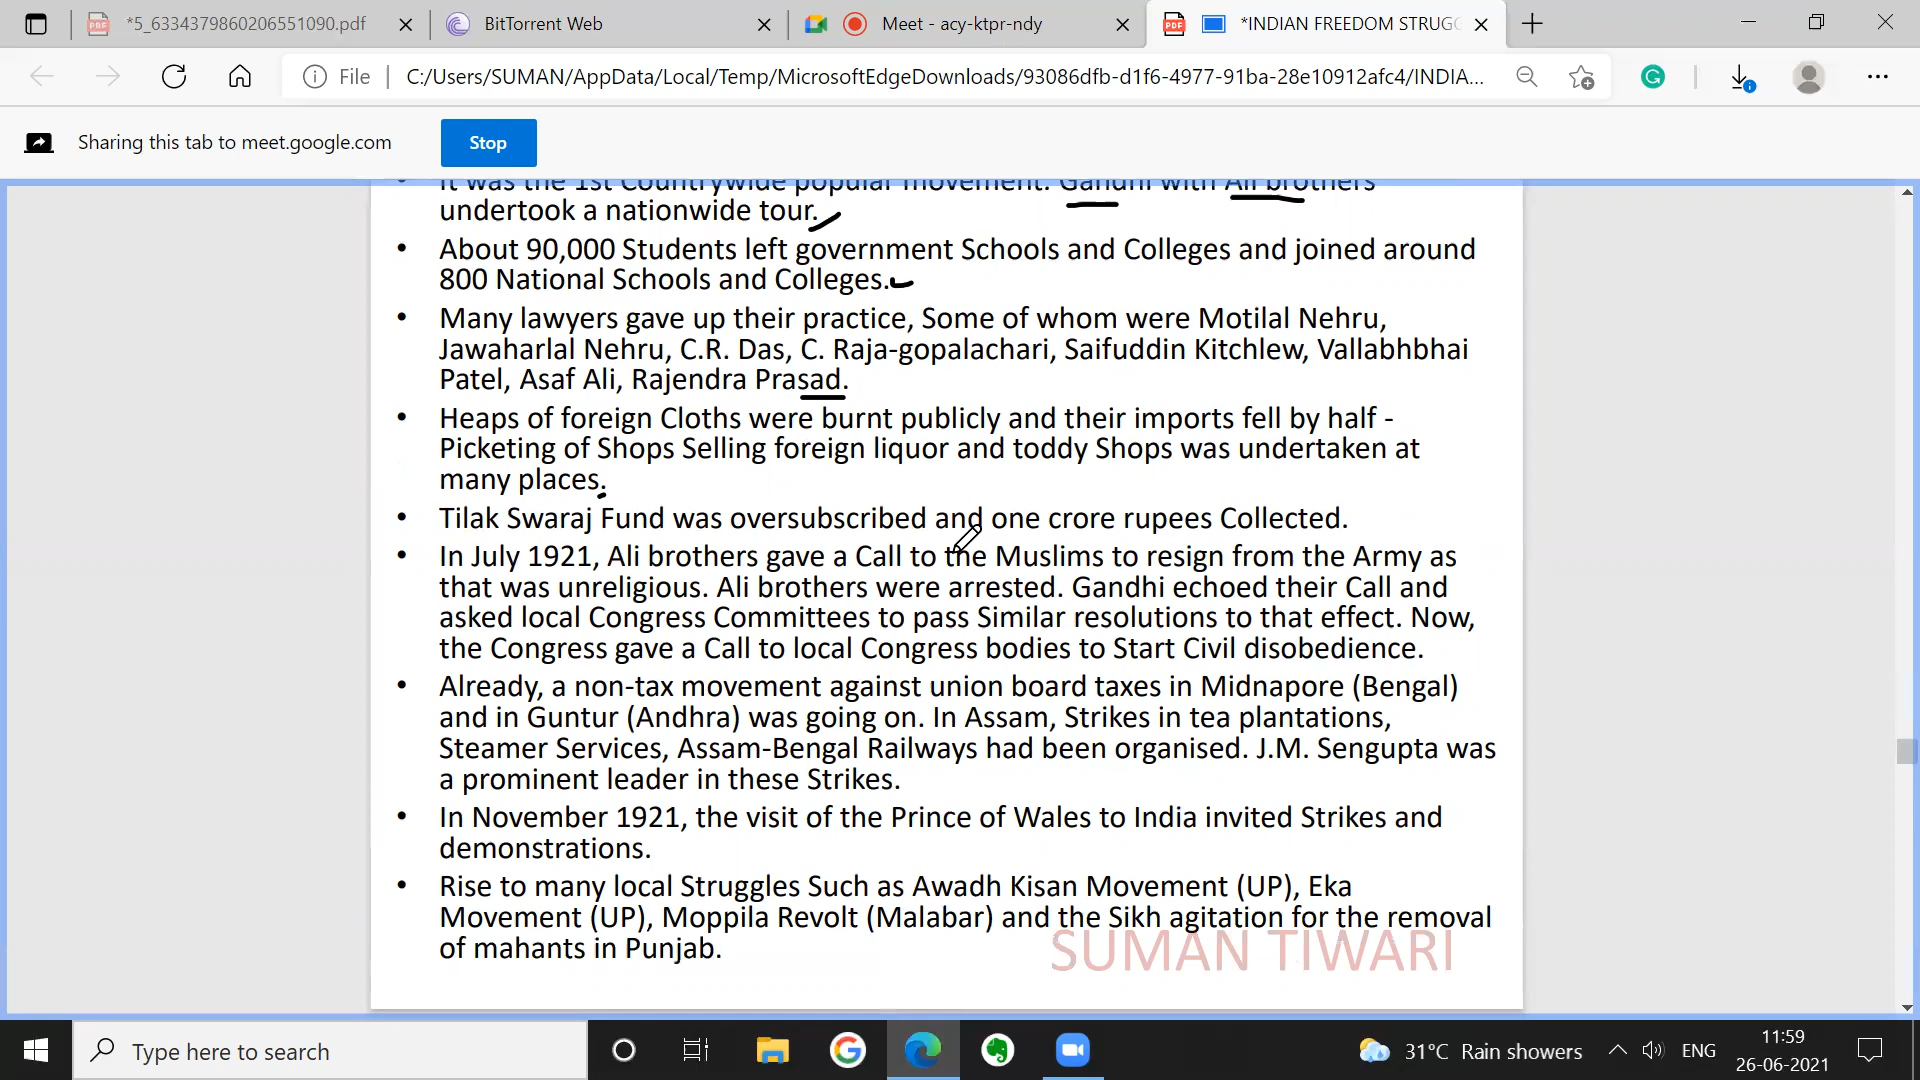 *5_6334379860206551090.pdf
BitTorrent Web
Meet - acy-ktpr-ndy
*INDIAN FREEDOM STRUGG
File
C:/Users/SUMAN/AppData/Local/Temp/MicrosoftEdgeDownloads/93086dfb-d1f6-4977-91ba-28e10912afc4/INDIA...
Sharing this tab to meet.google.com
Stop
• It was the 1st Countrywide popular movement. Gandhi with Ali brothers
undertook a nationwide tour.
• About 90,000 Students left government Schools and Colleges and joined around
800 National Schools and Colleges.
• Many lawyers gave up their practice, Some of whom were Motilal Nehru,
Jawaharlal Nehru, C.R. Das, C. Raja-gopalachari, Saifuddin Kitchlew, Vallabhbhai
Patel, Asaf Ali, Rajendra Prasad.
• Heaps of foreign Cloths were burnt publicly and their imports fell by half -
Picketing of Shops Selling foreign liquor and toddy Shops was undertaken at
many places.
• Tilak Swaraj Fund was oversubscribed and one crore rupees Collected.
• In July 1921, Ali brothers gave a Call to the Muslims to resign from the Army as
that was unreligious. Ali brothers were arrested. Gandhi echoed their Call and
asked local Congress Committees to pass Similar resolutions to that effect. Now,
the Congress gave a Call to local Congress bodies to Start Civil disobedience.
• Already, a non-tax movement against union board taxes in Midnapore (Bengal)
and in Guntur (Andhra) was going on. In Assam, Strikes in tea plantations,
Steamer Services, Assam-Bengal Railways had been organised. J.M. Sengupta was
a prominent leader in these Strikes.
• In November 1921, the visit of the Prince of Wales to India invited Strikes and
demonstrations.
• Rise to many local Struggles Such as Awadh Kisan Movement (UP), Eka
Movement (UP), Moppila Revolt (Malabar) and the Sikh agitation for the removal
of mahants in Punjab.
SUMAN TIWARI
Type here to search
31°C Rain showers
ENG
11:59
26-06-2021